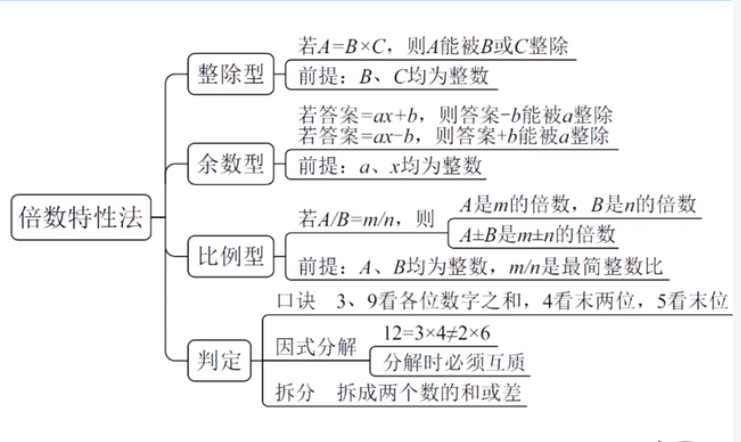 倍数特性法
整除型
若A=B×C，则A能被B或C整除
前提：B、C均为整数
余数型
若答案=ax+b，则答案-b能被a整除
若答案=ax-b，则答案+b能被a整除
前提：a、x均为整数
比例型
若A/B=m/n，则
A是m的倍数，B是n的倍数
A±B是m±n的倍数
前提：A、B均为整数，m/n是最简整数比
判定
口诀 3、9看各位数字之和，4看末两位，5看末位
因式分解
12=3×4≠2×6
分解时必须互质
拆分 拆成两个数的和或差